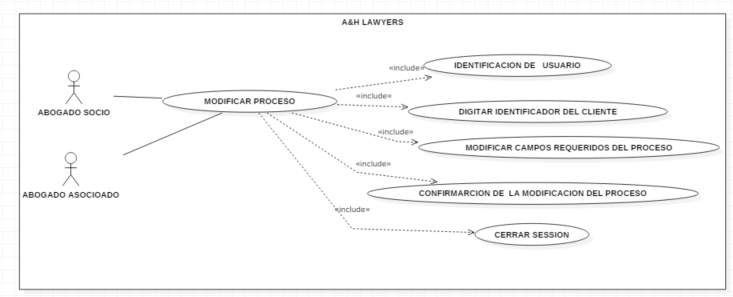 A&H LAWYERS
«include»
IDENTIFICACION DE USUARIO
ABOGADO SOCIO
MODIFICAR PROCESO
«include»
DIGITAR IDENTIFICADOR DEL CLIENTE
«include»
MODIFICAR CAMPOS REQUERIDOS DEL PROCESO
ABOGADO ASOCIOADO
«include»
CONFIRMARCION DE LA MODIFICACION DEL PROCESO
«include»
CERRAR SESSION